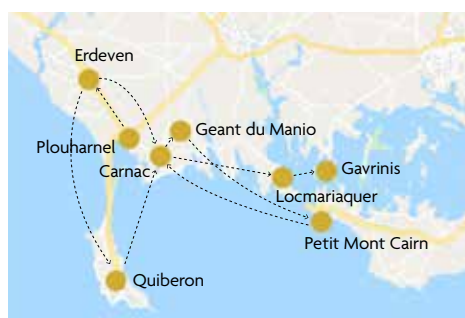 Erdeven
Geant du Manio
Plouharnel
Carnac
Gavrinis
Locmariaquer
Petit Mont Cairn
Quiberon